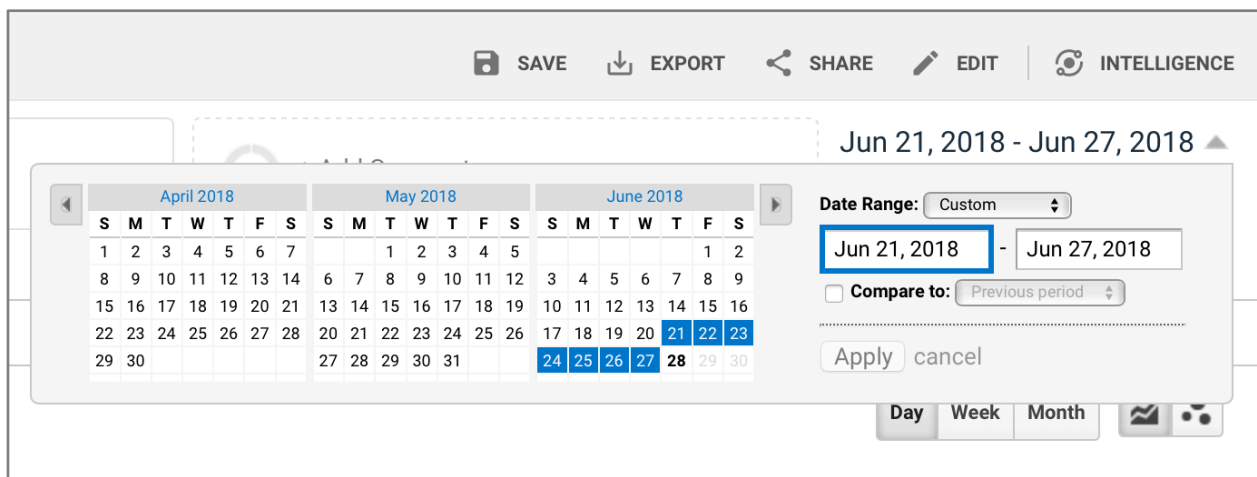 SAVE EXPORT SHARE EDIT INTELLIGENCE
Jun 21, 2018 - Jun 27, 2018
April 2018 May 2018 June 2018
S M T W T F S S M T W T F S S M T W T F S
1 2 3 4 5 6 7 1 2 3 4 5 1 2
8 9 10 11 12 13 14 6 7 8 9 10 11 12 3 4 5 6 7 8 9
15 16 17 18 19 20 21 13 14 15 16 17 18 19 10 11 12 13 14 15 16
22 23 24 25 26 27 28 20 21 22 23 24 25 26 17 18 19 20 21 22 23
29 30 27 28 29 30 31 24 25 26 27 28 29 30
Date Range: Custom
Jun 21, 2018 - Jun 27, 2018
Compare to: Previous period
Apply cancel
Day Week Month